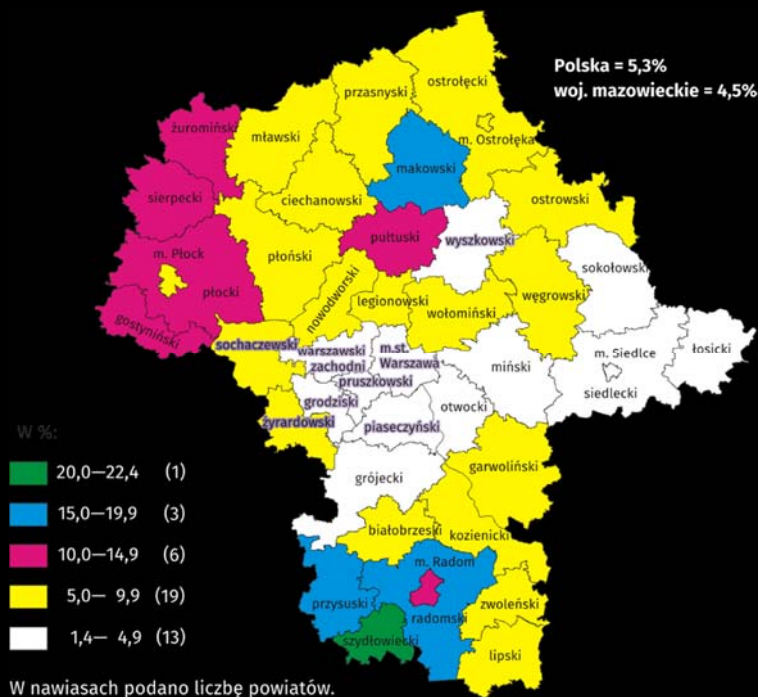 Polska = 5,3%
woj. mazowieckie = 4,5%
ostrołęcki
przasnyski
żuromiński
mławski
m. Ostrołęka
makowski
sierpecki
ciechanowski
ostrowski
pułtuski
wyszkowski
m. Płock
płoński
sokołowski
płocki
nowodworski
legionowski
wołomiński
węgrowski
gostyniński
sochaczewski
warszawski
zachodni
m.st.
Warszawa
miński
m. Siedlce
łosicki
pruszkowski
siedlecki
grodziski
otwocki
żyrardowski
piaseczyński
garwoliński
grójecki
białobrzeski
kozienicki
m. Radom
przysuski
radomski
zwoleński
szydłowiecki
lipski
W %:
20,0—22,4 (1)
15,0—19,9 (3)
10,0—14,9 (6)
5,0— 9,9 (19)
1,4— 4,9 (13)
W nawiasach podano liczbę powiatów.